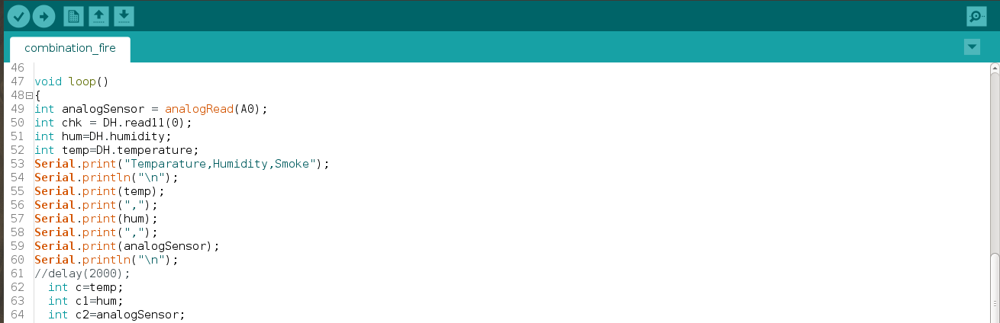 combination_fire
46
47 void loop()
48 {
49 int analogSensor = analogRead(A0);
50 int chk = DH.read11(0);
51 int hum=DH.humidity;
52 int temp=DH.temperature;
53 Serial.print("Temparature,Humidity,Smoke");
54 Serial.println("\n");
55 Serial.print(temp);
56 Serial.print(",");
57 Serial.print(hum);
58 Serial.print(",");
59 Serial.print(analogSensor);
60 Serial.println("\n");
61 //delay(2000);
62 int c=temp;
63 int c1=hum;
64 int c2=analogSensor;